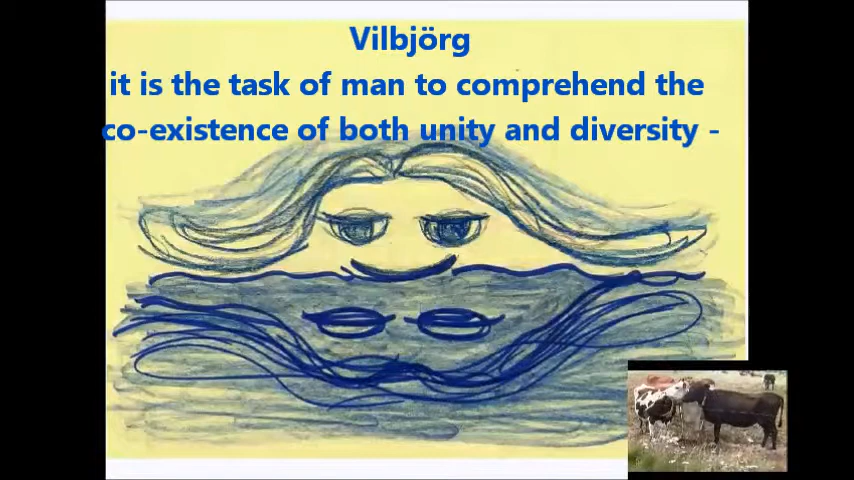 Vilbjörg
it is the task of man to comprehend the
co-existence of both unity and diversity -